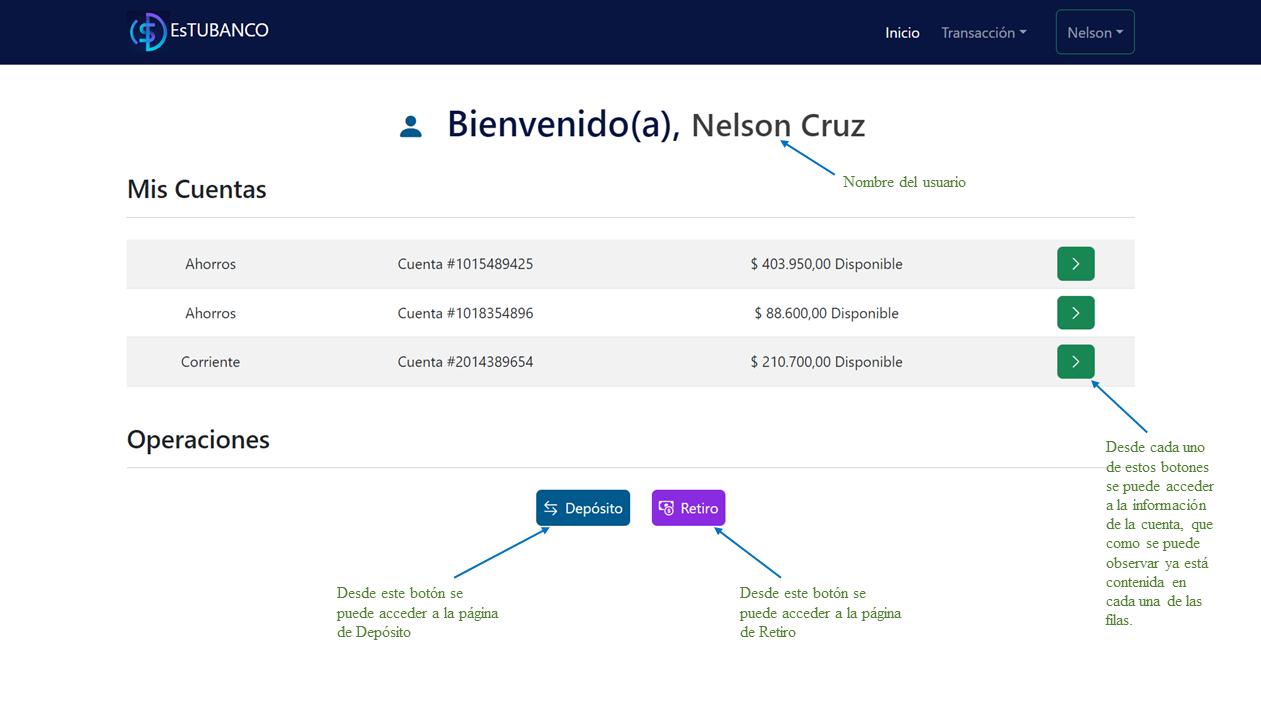 EsTUBANCO
Inicio Transacción Nelson
Bienvenido(a), Nelson Cruz
Nombre del usuario
Mis Cuentas
Ahorros Cuenta #1015489425 $ 403.950,00 Disponible
Ahorros Cuenta #1018354896 $ 88.600,00 Disponible
Corriente Cuenta #2014389654 $ 210.700,00 Disponible
Desde cada uno
de estos botones
se puede acceder
a la información
de la cuenta, que
como se puede
observar ya está
contenida en
cada una de las
filas.
Operaciones
Depósito Retiro
Desde este botón se
puede acceder a la página
de Depósito
Desde este botón se
puede acceder a la página
de Retiro